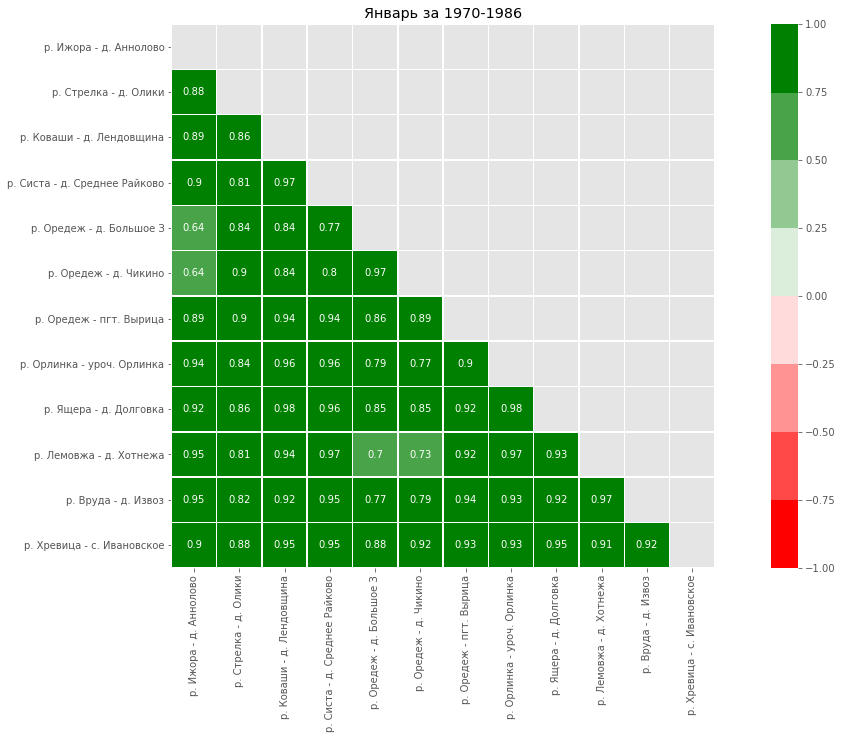 Январь за 1970-1986
р. Ижора - д. Аннолово
р. Стрелка - д. Олики
0.88
р. Коваши - д. Лендовщина
0.89 0.86
р. Систа - д. Среднее Райково
0.9 0.81 0.97
р. Оредеж - д. Большое З
0.64 0.84 0.84 0.77
р. Оредеж - д. Чикино
0.64 0.9 0.84 0.8 0.97
р. Оредеж - пгт. Вырица
0.89 0.9 0.94 0.94 0.86 0.89
р. Орлинка - уроч. Орлинка
0.94 0.84 0.96 0.96 0.79 0.77 0.9
р. Ящера - д. Долговка
0.92 0.86 0.98 0.96 0.85 0.85 0.92 0.98
р. Лемовжа - д. Хотнежа
0.95 0.81 0.94 0.97 0.7 0.73 0.92 0.97 0.93
р. Вруда - д. Извоз
0.95 0.82 0.92 0.95 0.77 0.79 0.94 0.93 0.92 0.97
р. Хревица - с. Ивановское
0.9 0.88 0.95 0.95 0.88 0.92 0.93 0.93 0.95 0.91 0.92
р. Ижора - д. Аннолово
р. Стрелка - д. Олики
р. Коваши - д. Лендовщина
р. Систа - д. Среднее Райково
р. Оредеж - д. Большое З
р. Оредеж - д. Чикино
р. Оредеж - пгт. Вырица
р. Орлинка - уроч. Орлинка
р. Ящера - д. Долговка
р. Лемовжа - д. Хотнежа
р. Вруда - д. Извоз
р. Хревица - с. Ивановское
1.00
0.75
0.50
0.25
0.00
−0.25
−0.50
−0.75
−1.00